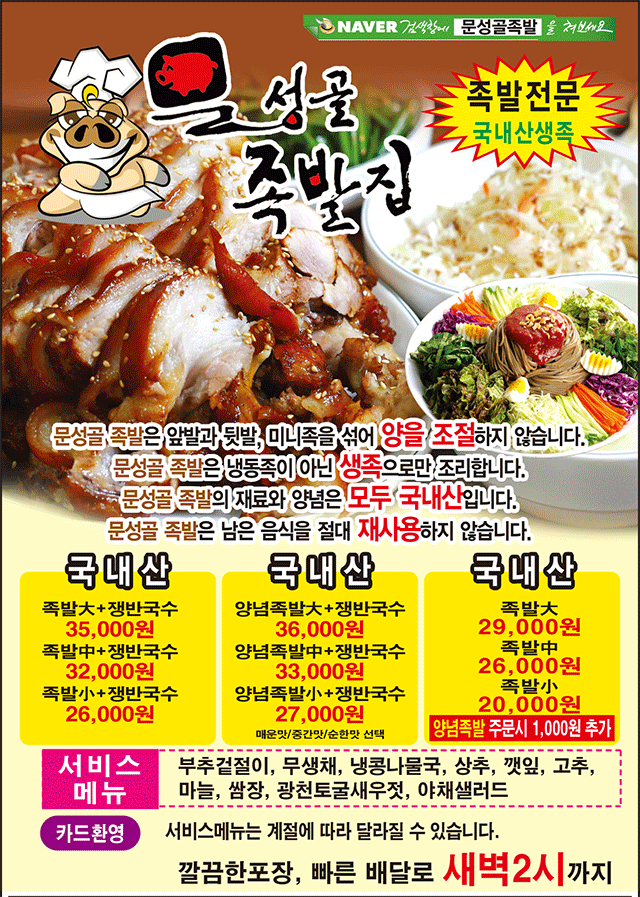 NAVER 검색창에 문성골족발 을 쳐보세요
문성골
족발집
족발전문
국내산생족
문성골 족발은 앞발과 뒷발, 미니족을 섞어 양을 조절하지 않습니다.
문성골 족발은 냉동족이 아닌 생족으로만 조리합니다.
문성골 족발의 재료와 양념은 모두 국내산입니다.
문성골 족발은 남은 음식을 절대 재사용하지 않습니다.
국내산
족발大+쟁반국수
35,000원
족발中+쟁반국수
32,000원
족발小+쟁반국수
26,000원
국내산
양념족발大+쟁반국수
36,000원
양념족발中+쟁반국수
33,000원
양념족발小+쟁반국수
27,000원
매운맛/중간맛/순한맛 선택
국내산
족발大
29,000원
족발中
26,000원
족발小
20,000원
양념족발 주문시 1,000원 추가
서비스
메뉴
부추겉절이, 무생채, 냉콩나물국, 상추, 깻잎, 고추,
마늘, 쌈장, 광천토굴새우젓, 야채샐러드
카드환영
서비스메뉴는 계절에 따라 달라질 수 있습니다.
깔끔한포장, 빠른 배달로 새벽2시까지